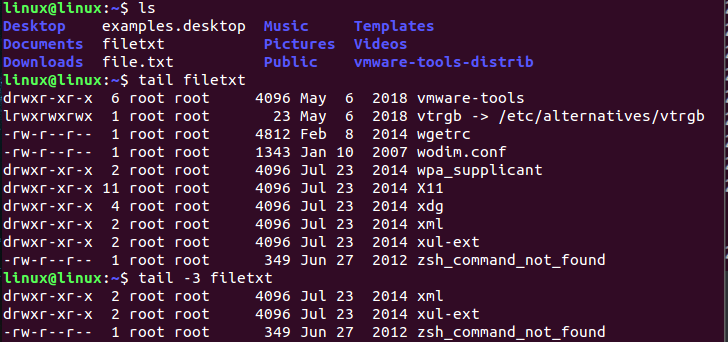 linux@linux:~$ ls
Desktop    examples.desktop  Music     Templates
Documents  filetxt           Pictures  Videos
Downloads  file.txt          Public    vmware-tools-distrib
linux@linux:~$ tail filetxt
drwxr-xr-x  6 root root     4096 May  6  2018 vmware-tools
lrwxrwxrwx  1 root root       23 May  6  2018 vtrgb -> /etc/alternatives/vtrgb
-rw-r--r--  1 root root     4812 Feb  8  2014 wgetrc
-rw-r--r--  1 root root     1343 Jan 10  2007 wodim.conf
drwxr-xr-x  2 root root     4096 Jul 23  2014 wpa_supplicant
drwxr-xr-x 11 root root     4096 Jul 23  2014 X11
drwxr-xr-x  4 root root     4096 Jul 23  2014 xdg
drwxr-xr-x  2 root root     4096 Jul 23  2014 xml
drwxr-xr-x  2 root root     4096 Jul 23  2014 xul-ext
-rw-r--r--  1 root root      349 Jun 27  2012 zsh_command_not_found
linux@linux:~$ tail -3 filetxt
drwxr-xr-x  2 root root     4096 Jul 23  2014 xml
drwxr-xr-x  2 root root     4096 Jul 23  2014 xul-ext
-rw-r--r--  1 root root      349 Jun 27  2012 zsh_command_not_found